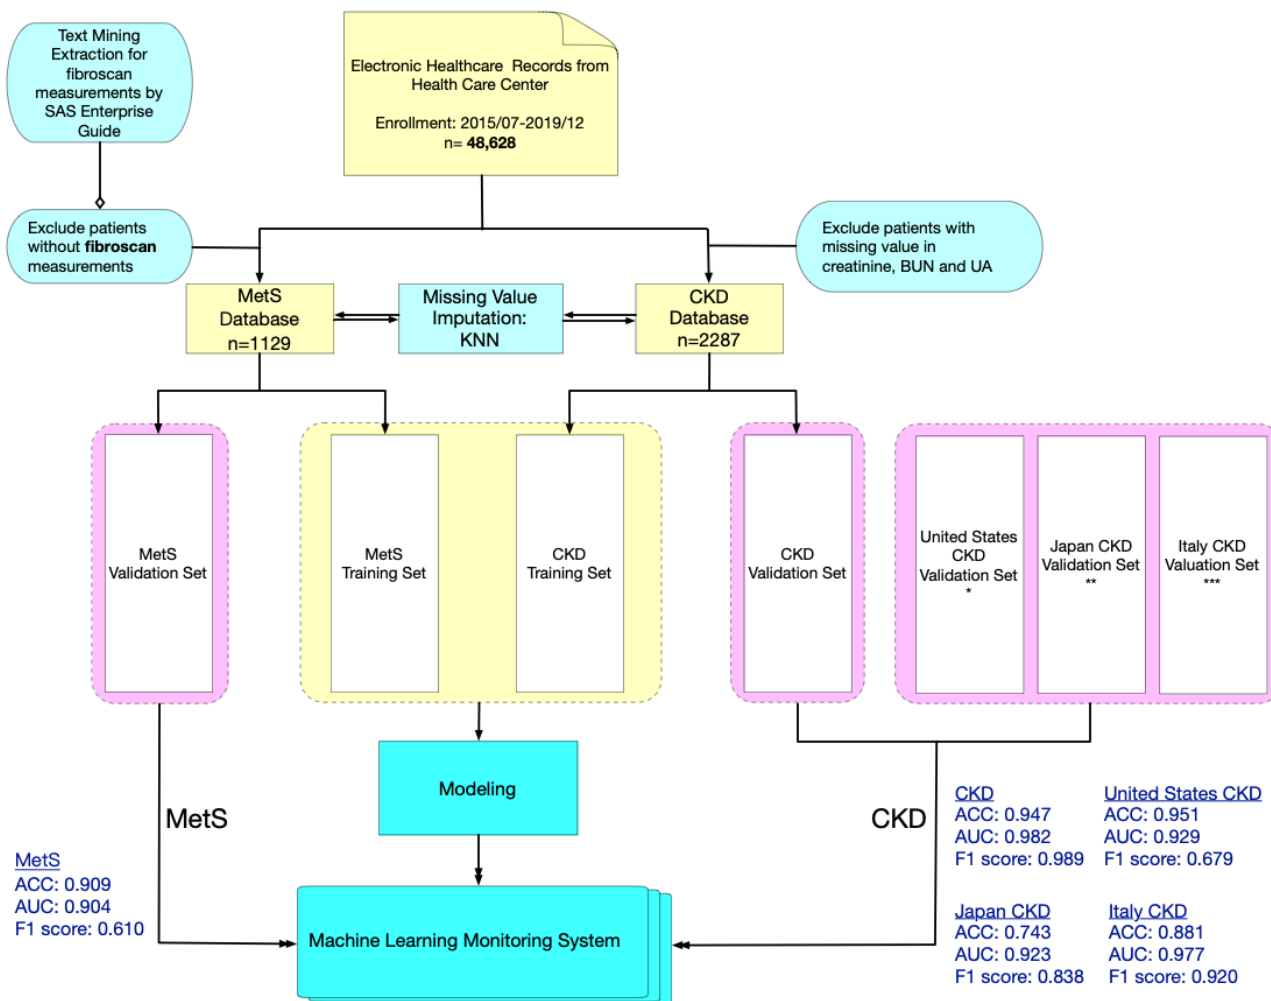 Text Mining
Extraction for
fibroscan
measurements by
SAS Enterprise
Guide
Electronic Healthcare Records from
Health Care Center
Enrollment: 2015/07-2019/12
n= 48,628
Exclude patients
without fibroscan
measurements
Exclude patients with
missing value in
creatinine, BUN and UA
MetS
Database
n=1129
Missing Value
Imputation:
KNN
CKD
Database
n=2287
MetS
Validation Set
MetS
Training Set
CKD
Training Set
CKD
Validation Set
United States
CKD
Validation Set
*
Japan CKD
Validation Set
**
Italy CKD
Valuation Set
***
Modeling
MetS
CKD
MetS
ACC: 0.909
AUC: 0.904
F1 score: 0.610
CKD
ACC: 0.947
AUC: 0.982
F1 score: 0.989
United States CKD
ACC: 0.951
AUC: 0.929
F1 score: 0.679
Japan CKD
ACC: 0.743
AUC: 0.923
F1 score: 0.838
Italy CKD
ACC: 0.881
AUC: 0.977
F1 score: 0.920
Machine Learning Monitoring System